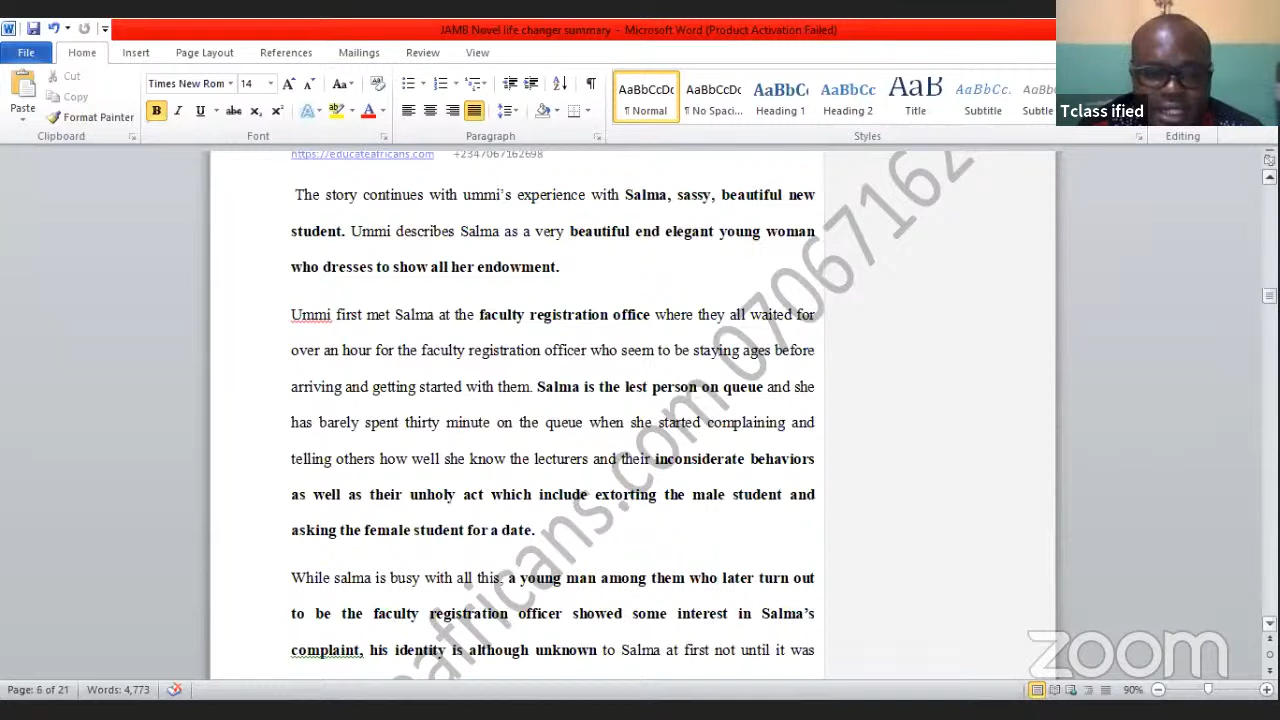 JAMB Novel life changer summary - Microsoft Word (Product Activation Failed)
File Home Insert Page Layout References Mailings Review View
Paste
Cut
Copy
Format Painter
Times New Rom 14
AaBbCcDc AaBbCcDc AaBbC AaBbCc AaB AaBbCc.
¶ Normal ¶ No Spaci... Heading 1 Heading 2 Title Subtitle Subtle
Clipboard Font Paragraph Styles Editing
Tclass ified
https://educateafricans.com +2347067162698
The story continues with ummi's experience with Salma, sassy, beautiful new
student. Ummi describes Salma as a very beautiful end elegant young woman
who dresses to show all her endowment.
Ummi first met Salma at the faculty registration office where they all waited for
over an hour for the faculty registration officer who seem to be staying ages before
arriving and getting started with them. Salma is the lest person on queue and she
has barely spent thirty minute on the queue when she started complaining and
telling others how well she know the lecturers and their inconsiderate behaviors
as well as their unholy act which include extorting the male student and
asking the female student for a date.
While salma is busy with all this, a young man among them who later turn out
to be the faculty registration officer showed some interest in Salma's
complaint, his identity is although unknown to Salma at first not until it was
eafricans.com 07067162
zoom
Page: 6 of 21 Words: 4,773 90%